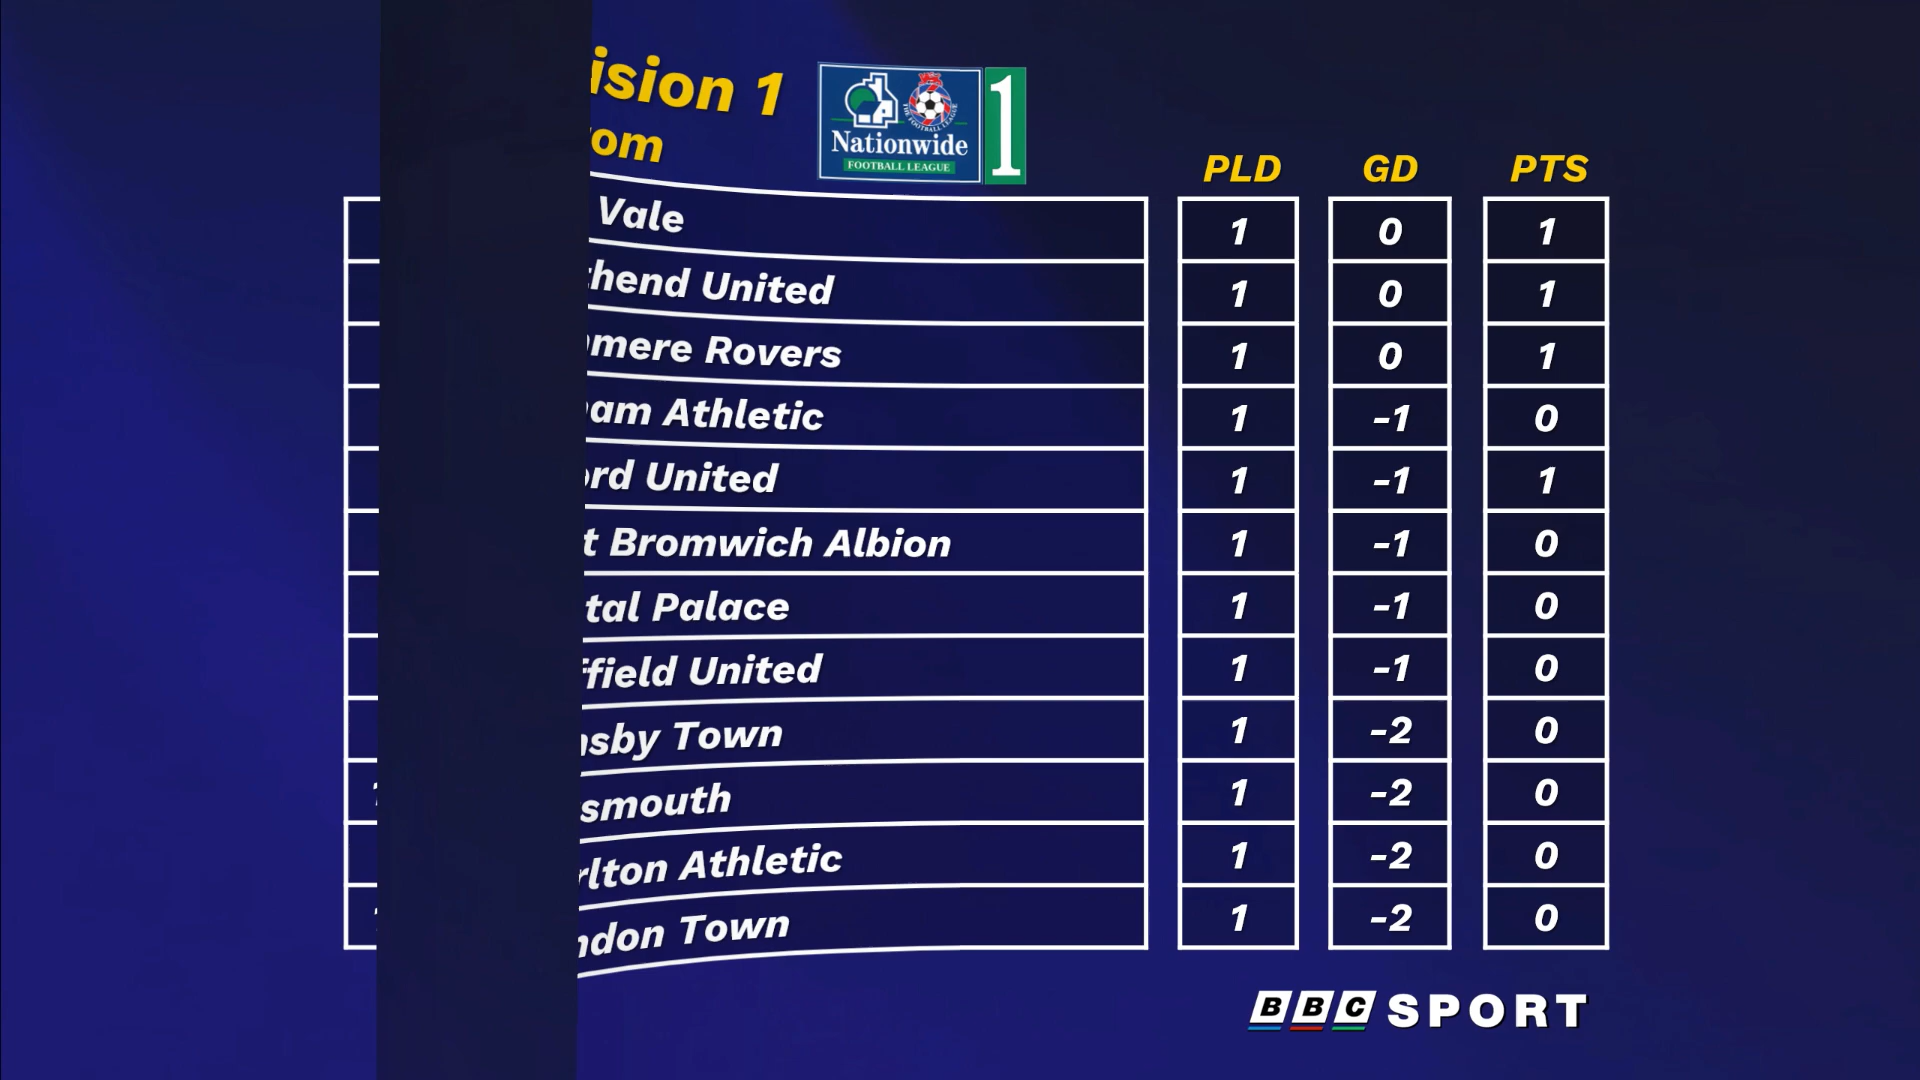 ision 1
om
Nationwide
FOOTBALL LEAGUE
1
PLD GD PTS
Vale 1 0 1
hend United 1 0 1
mere Rovers 1 0 1
am Athletic 1 -1 0
rd United 1 -1 1
t Bromwich Albion 1 -1 0
tal Palace 1 -1 0
ffield United 1 -1 0
sby Town 1 -2 0
smouth 1 -2 0
rlton Athletic 1 -2 0
ndon Town 1 -2 0
BBC SPORT